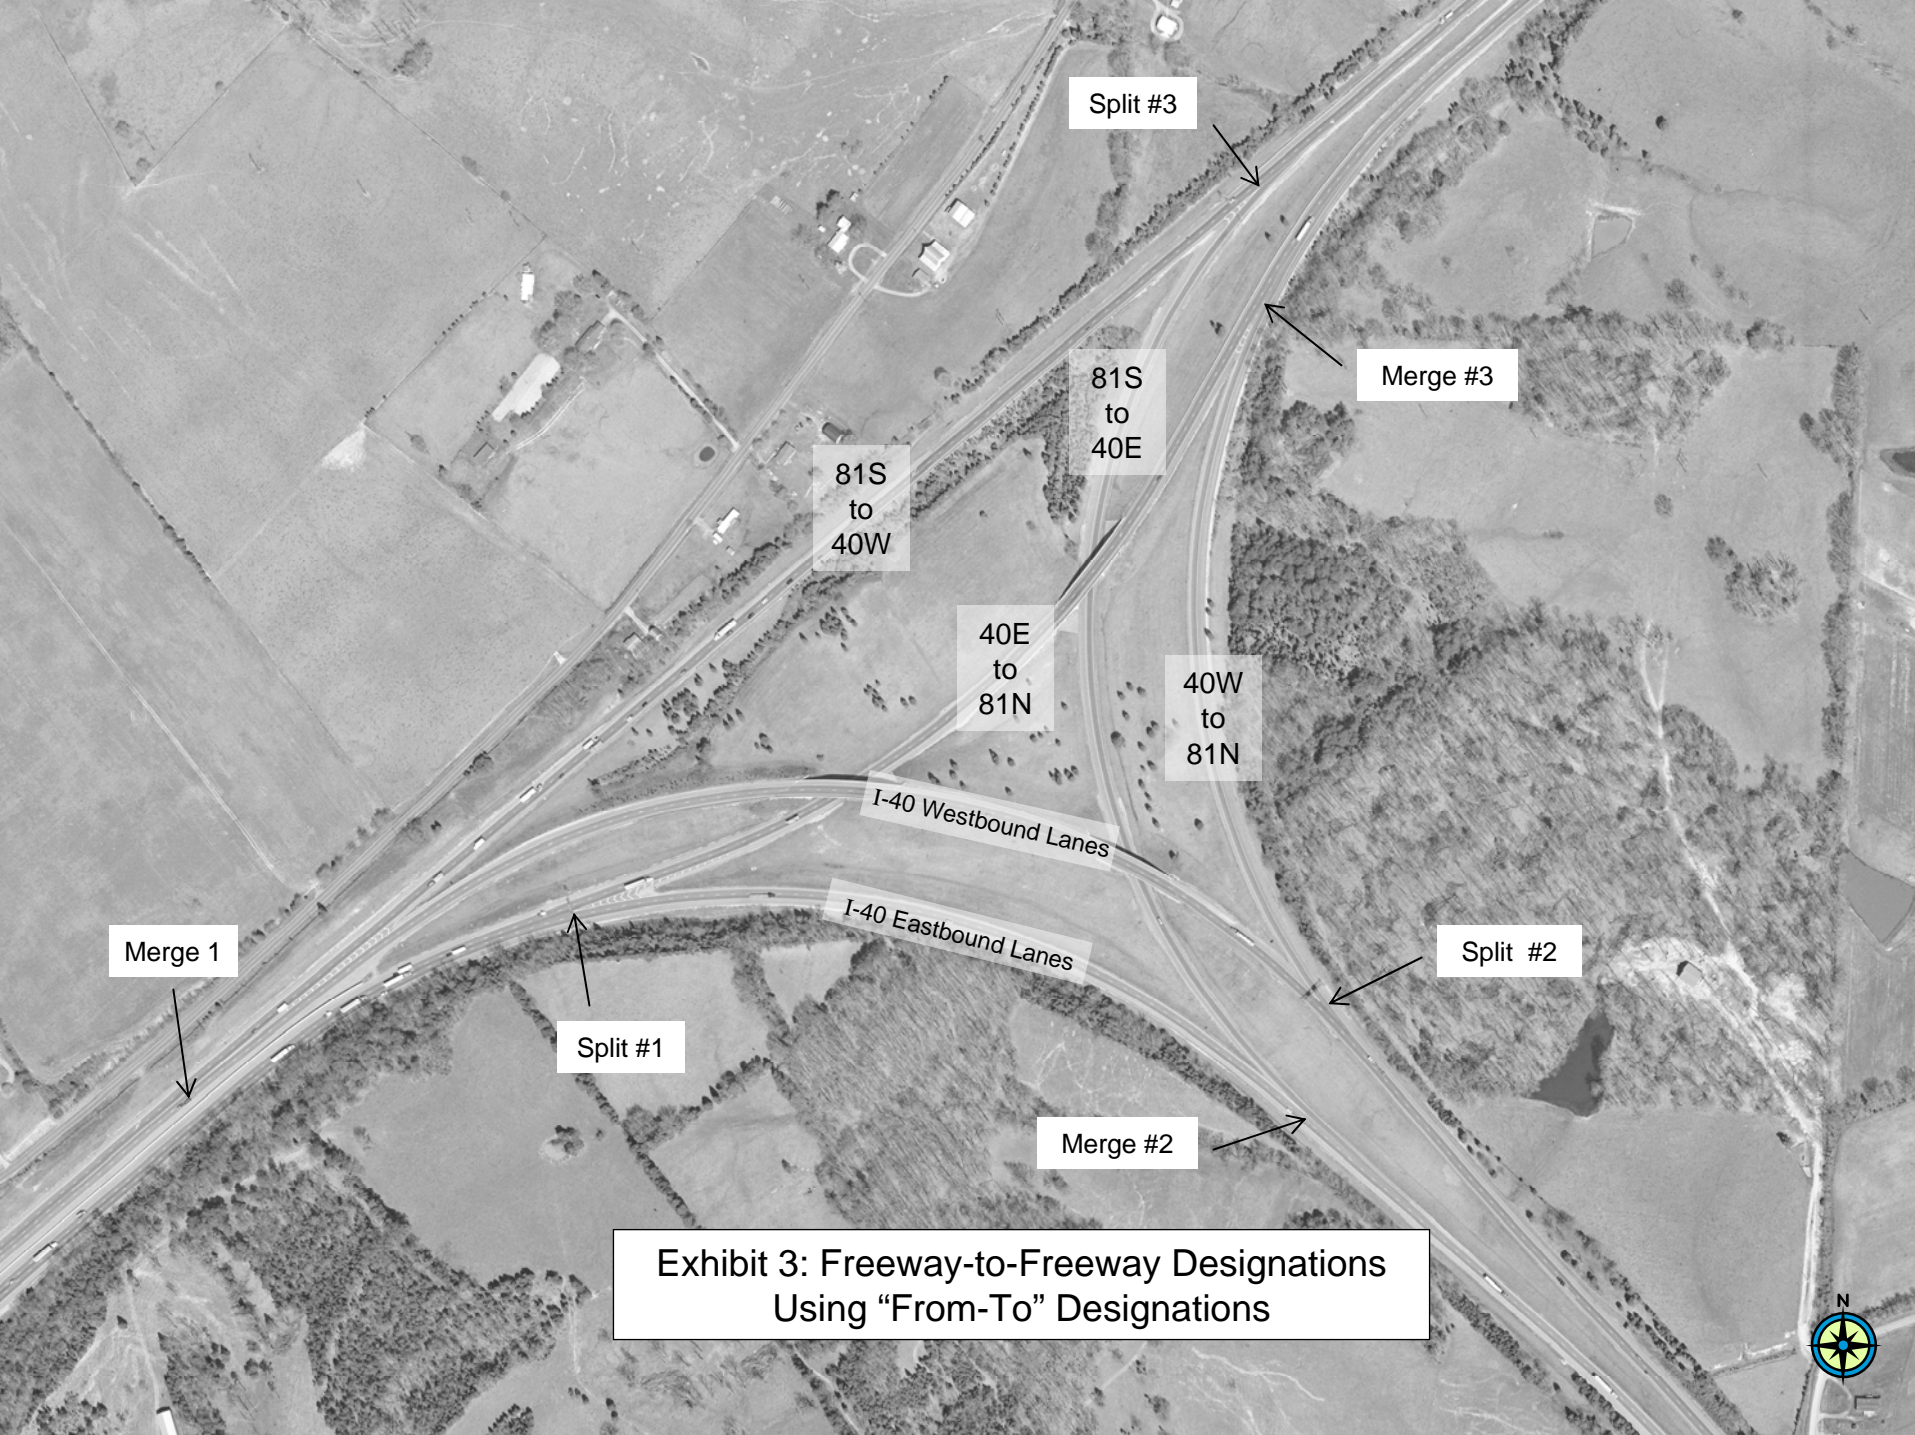 Split #3
Merge #3
81S
to
40E
81S
to
40W
40E
to
81N
40W
to
81N
I-40 Westbound Lanes
I-40 Eastbound Lanes
Merge 1
Split #1
Split #2
Merge #2
Exhibit 3: Freeway-to-Freeway Designations
Using “From-To” Designations
N